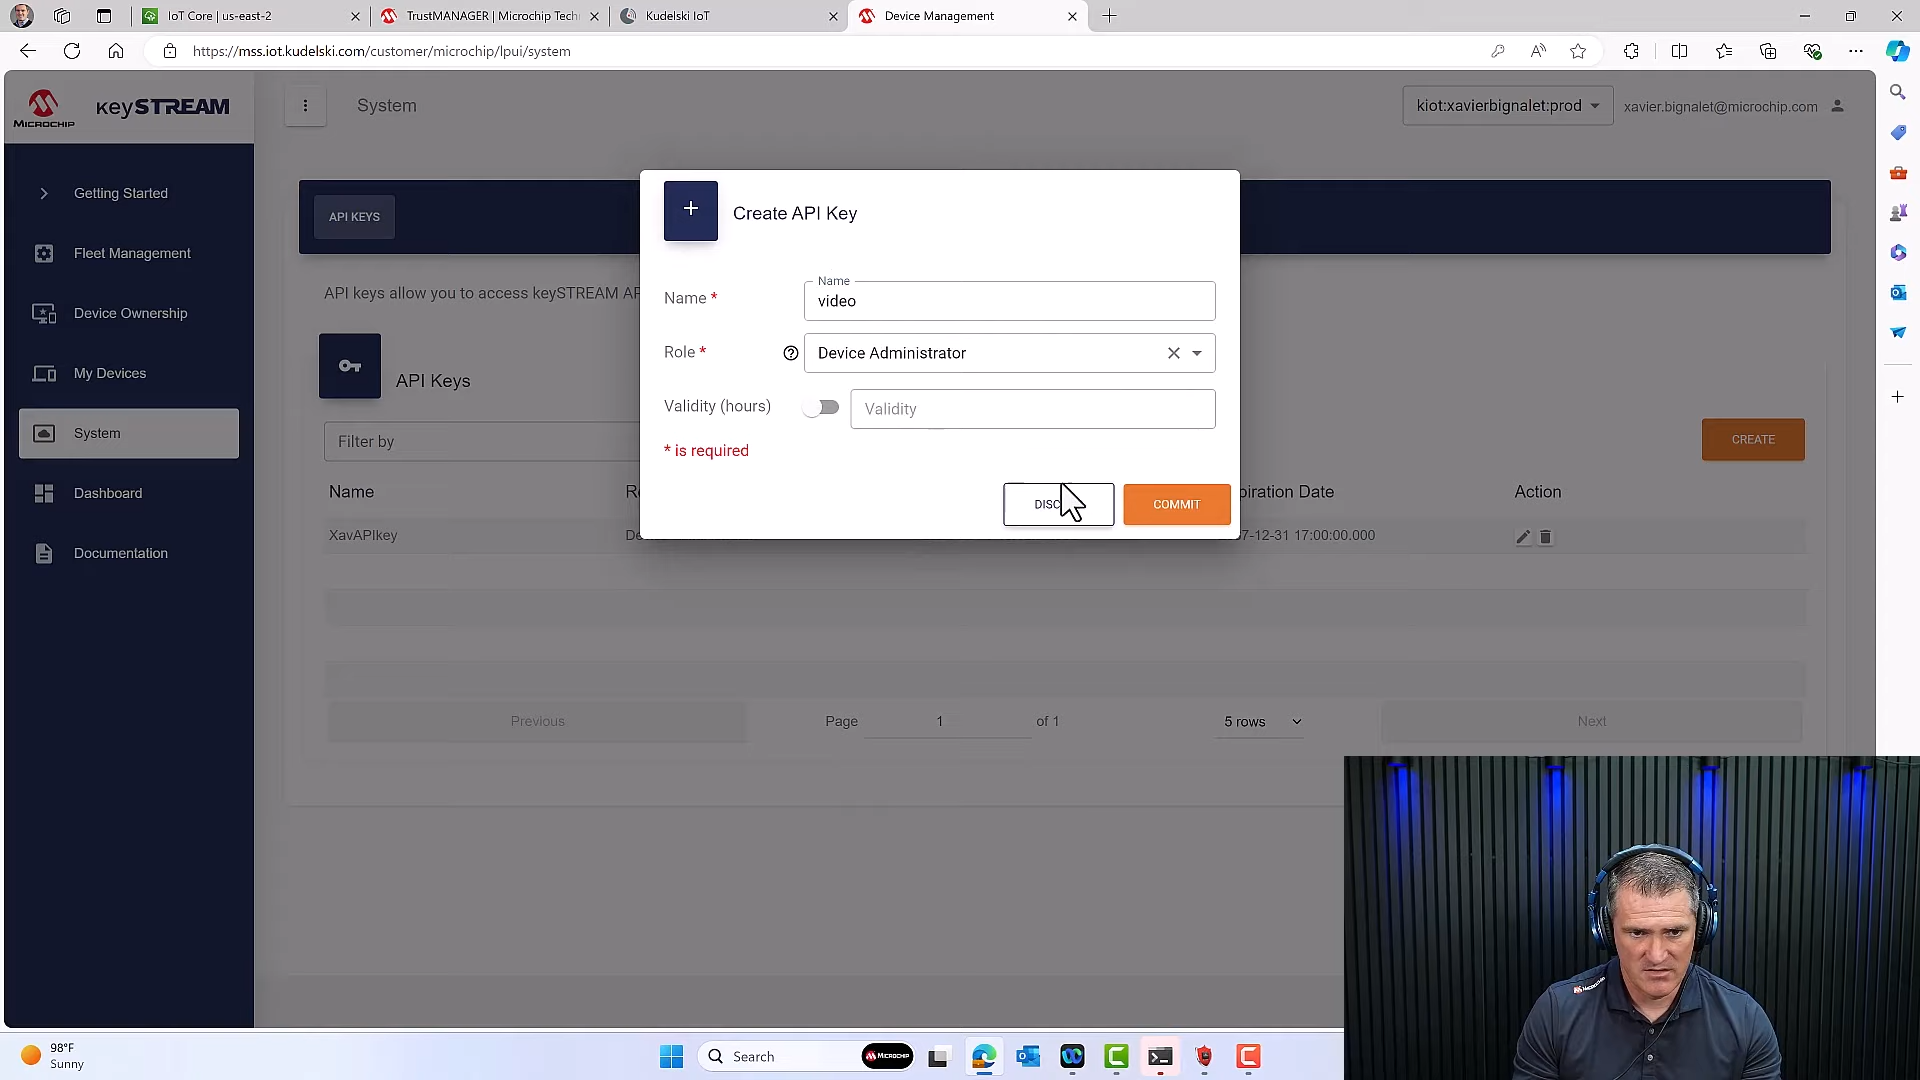 IoT Core | us-east-2
TrustMANAGER | Microchip Techn
Kudelski IoT
Device Management
https://mss.iot.kudelski.com/customer/microchip/lpui/system
MICROCHIP
keySTREAM
System
kiot:xavierbignalet:prod
xavier.bignalet@microchip.com
Getting Started
Fleet Management
Device Ownership
My Devices
System
Dashboard
Documentation
API KEYS
API keys allow you to access keySTREAM AP
API Keys
Filter by
CREATE
Create API Key
Name *
Name
video
Role *
Device Administrator
Validity (hours)
Validity
* is required
DISC
COMMIT
Name
R
piration Date
Action
XavAPIkey
De
7-12-31 17:00:00.000
Previous
Page
1
of 1
5 rows
Next
98°F
Sunny
Search
MICROCHIP
MICROCHIP